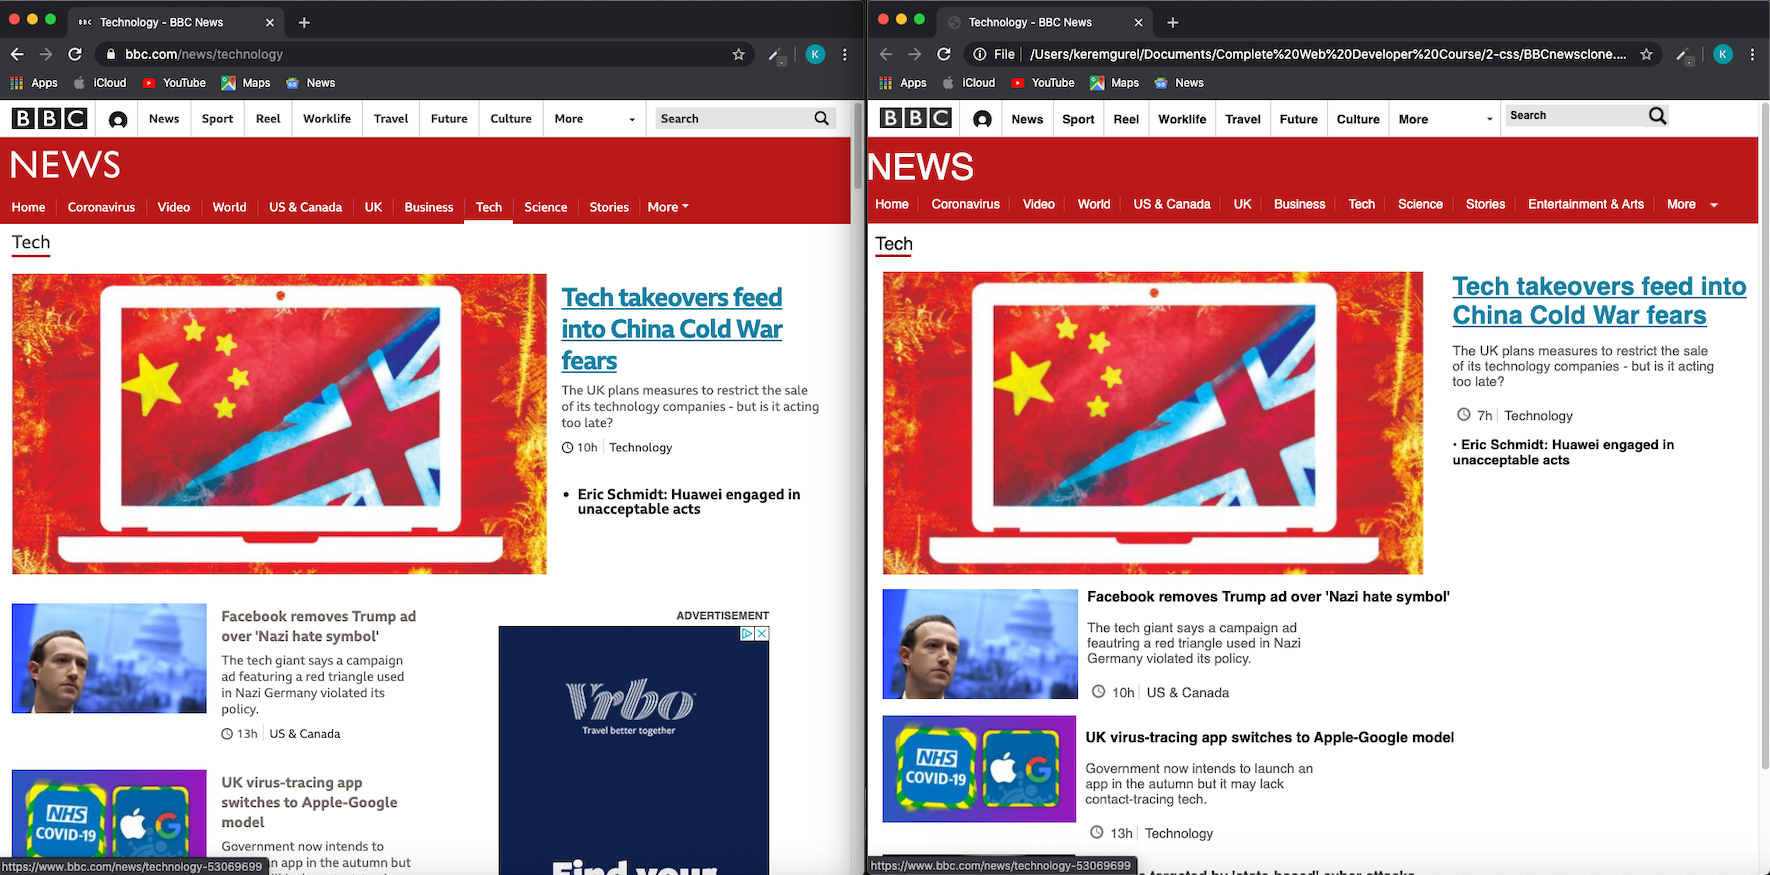 BBC Technology - BBC News
bbc.com/news/technology
K
Apps iCloud YouTube Maps News
BBC News Sport Reel Worklife Travel Future Culture More Search
NEWS
Home Coronavirus Video World US & Canada UK Business Tech Science Stories More
Tech
Tech takeovers feed
into China Cold War
fears
The UK plans measures to restrict the sale
of its technology companies - but is it acting
too late?
10h Technology
• Eric Schmidt: Huawei engaged in
unacceptable acts
Facebook removes Trump ad
over 'Nazi hate symbol'
The tech giant says a campaign
ad featuring a red triangle used
in Nazi Germany violated its
policy.
13h US & Canada
ADVERTISEMENT
Vrbo
Travel better together
Find your
NHS
COVID-19
G
UK virus-tracing app
switches to Apple-Google
model
Government now intends to
an app in the autumn but
https://www.bbc.com/news/technology-53069699
Technology - BBC News
File /Users/keremgurel/Documents/Complete%20Web%20Developer%20Course/2-css/BBCnewsclone....
K
Apps iCloud YouTube Maps News
BBC News Sport Reel Worklife Travel Future Culture More Search
NEWS
Home Coronavirus Video World US & Canada UK Business Tech Science Stories Entertainment & Arts More
Tech
Tech takeovers feed into
China Cold War fears
The UK plans measures to restrict the sale
of its technology companies - but is it acting
too late?
7h Technology
· Eric Schmidt: Huawei engaged in
unacceptable acts
Facebook removes Trump ad over 'Nazi hate symbol'
The tech giant says a campaign ad
feautring a red triangle used in Nazi
Germany violated its policy.
10h US & Canada
NHS
COVID-19
G
UK virus-tracing app switches to Apple-Google model
Government now intends to launch an
app in the autumn but it may lack
contact-tracing tech.
13h Technology
targeted by 'state-based' cyber attacks
https://www.bbc.com/news/technology-53069699